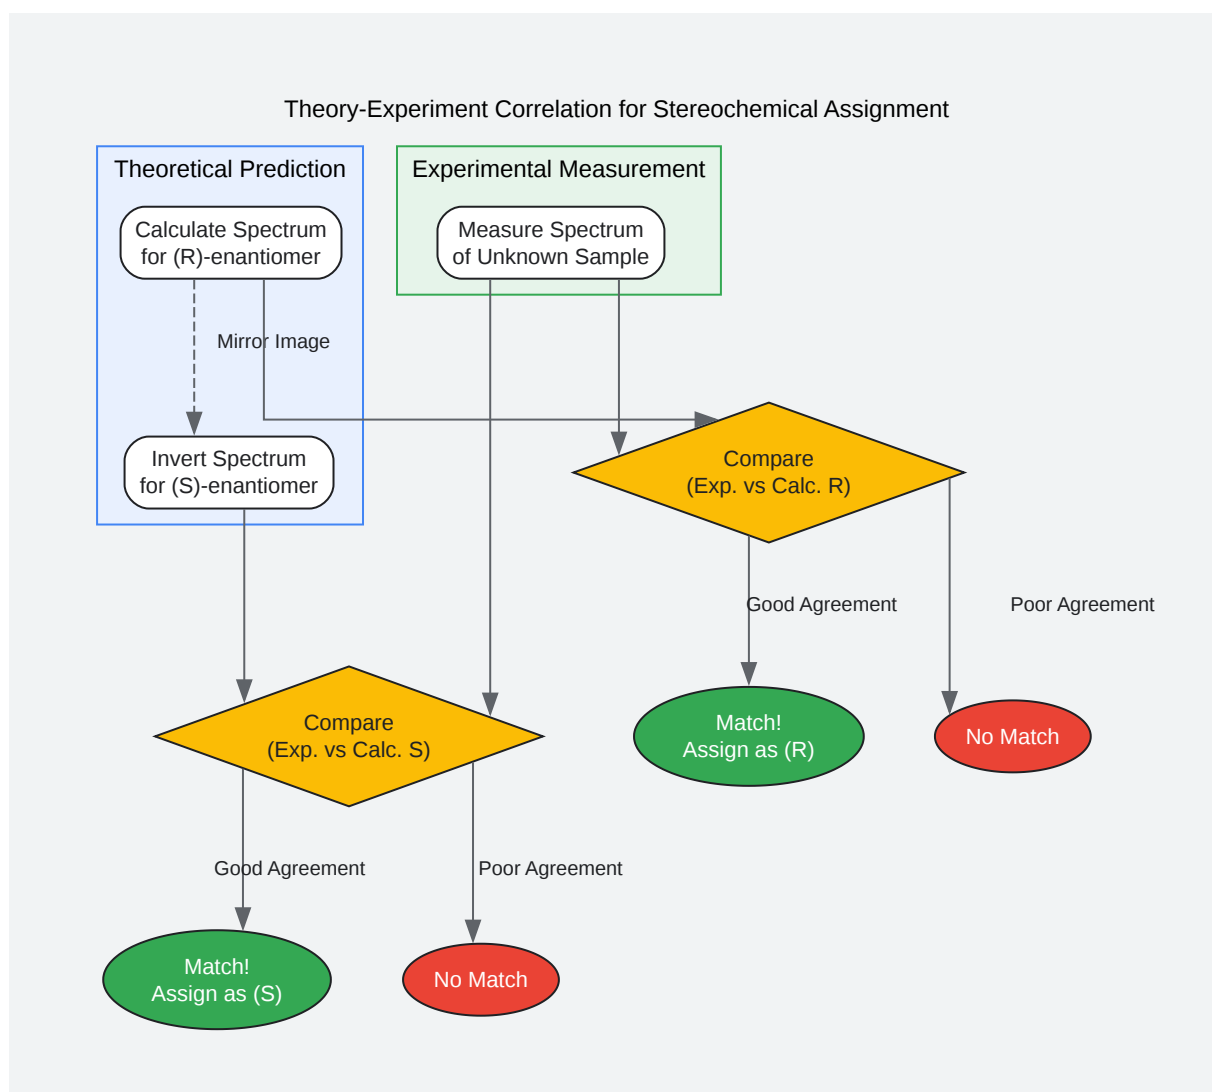 Theory-Experiment Correlation for Stereochemical Assignment
Theoretical Prediction
Experimental Measurement
Calculate Spectrum
for (R)-enantiomer
Measure Spectrum
of Unknown Sample
Mirror Image
Invert Spectrum
for (S)-enantiomer
Compare
(Exp. vs Calc. R)
Good Agreement
Poor Agreement
Match!
Assign as (R)
No Match
Compare
(Exp. vs Calc. S)
Good Agreement
Poor Agreement
Match!
Assign as (S)
No Match